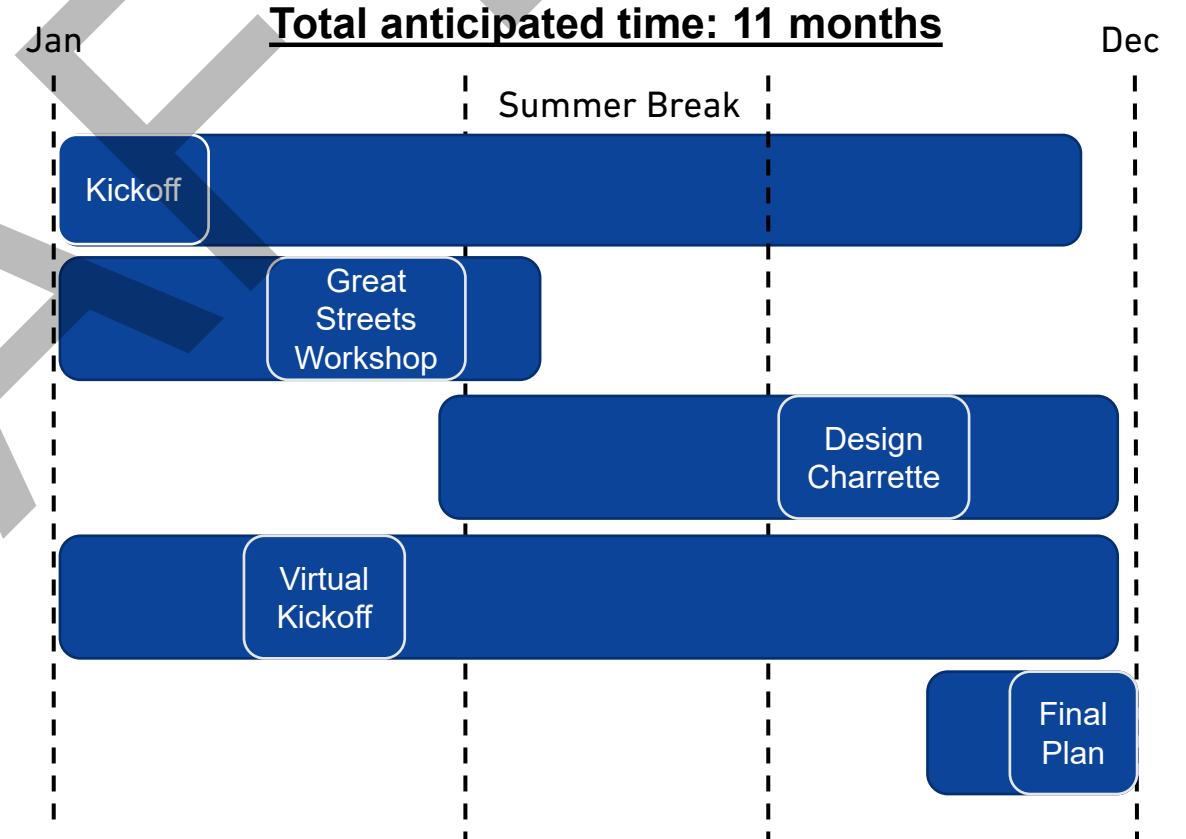 Total anticipated time: 11 months
Jan
Dec
Summer Break
Kickoff
Great
Streets
Workshop
Design
Charrette
Virtual
Kickoff
Final
Plan